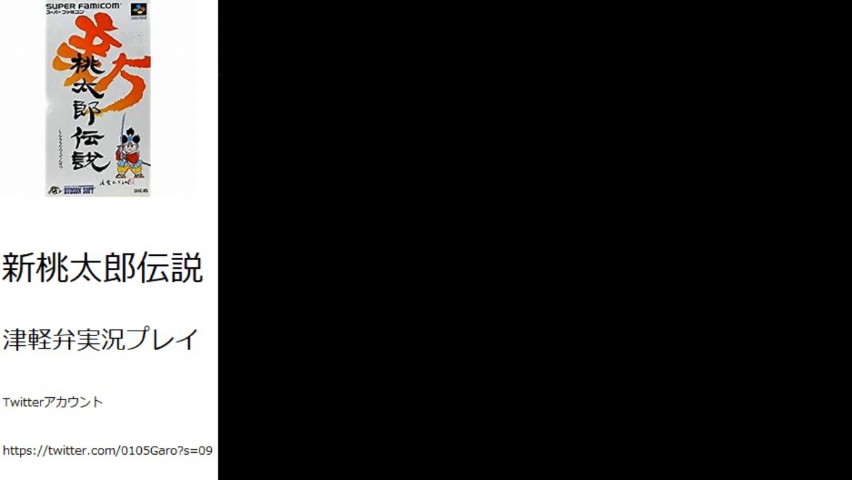 SUPER FAMICOM
スーパーファミコン
新
桃太郎伝説
HUDSON SOFT
新桃太郎伝説
津軽弁実況プレイ
Twitterアカウント
https://twitter.com/0105Garo?s=09